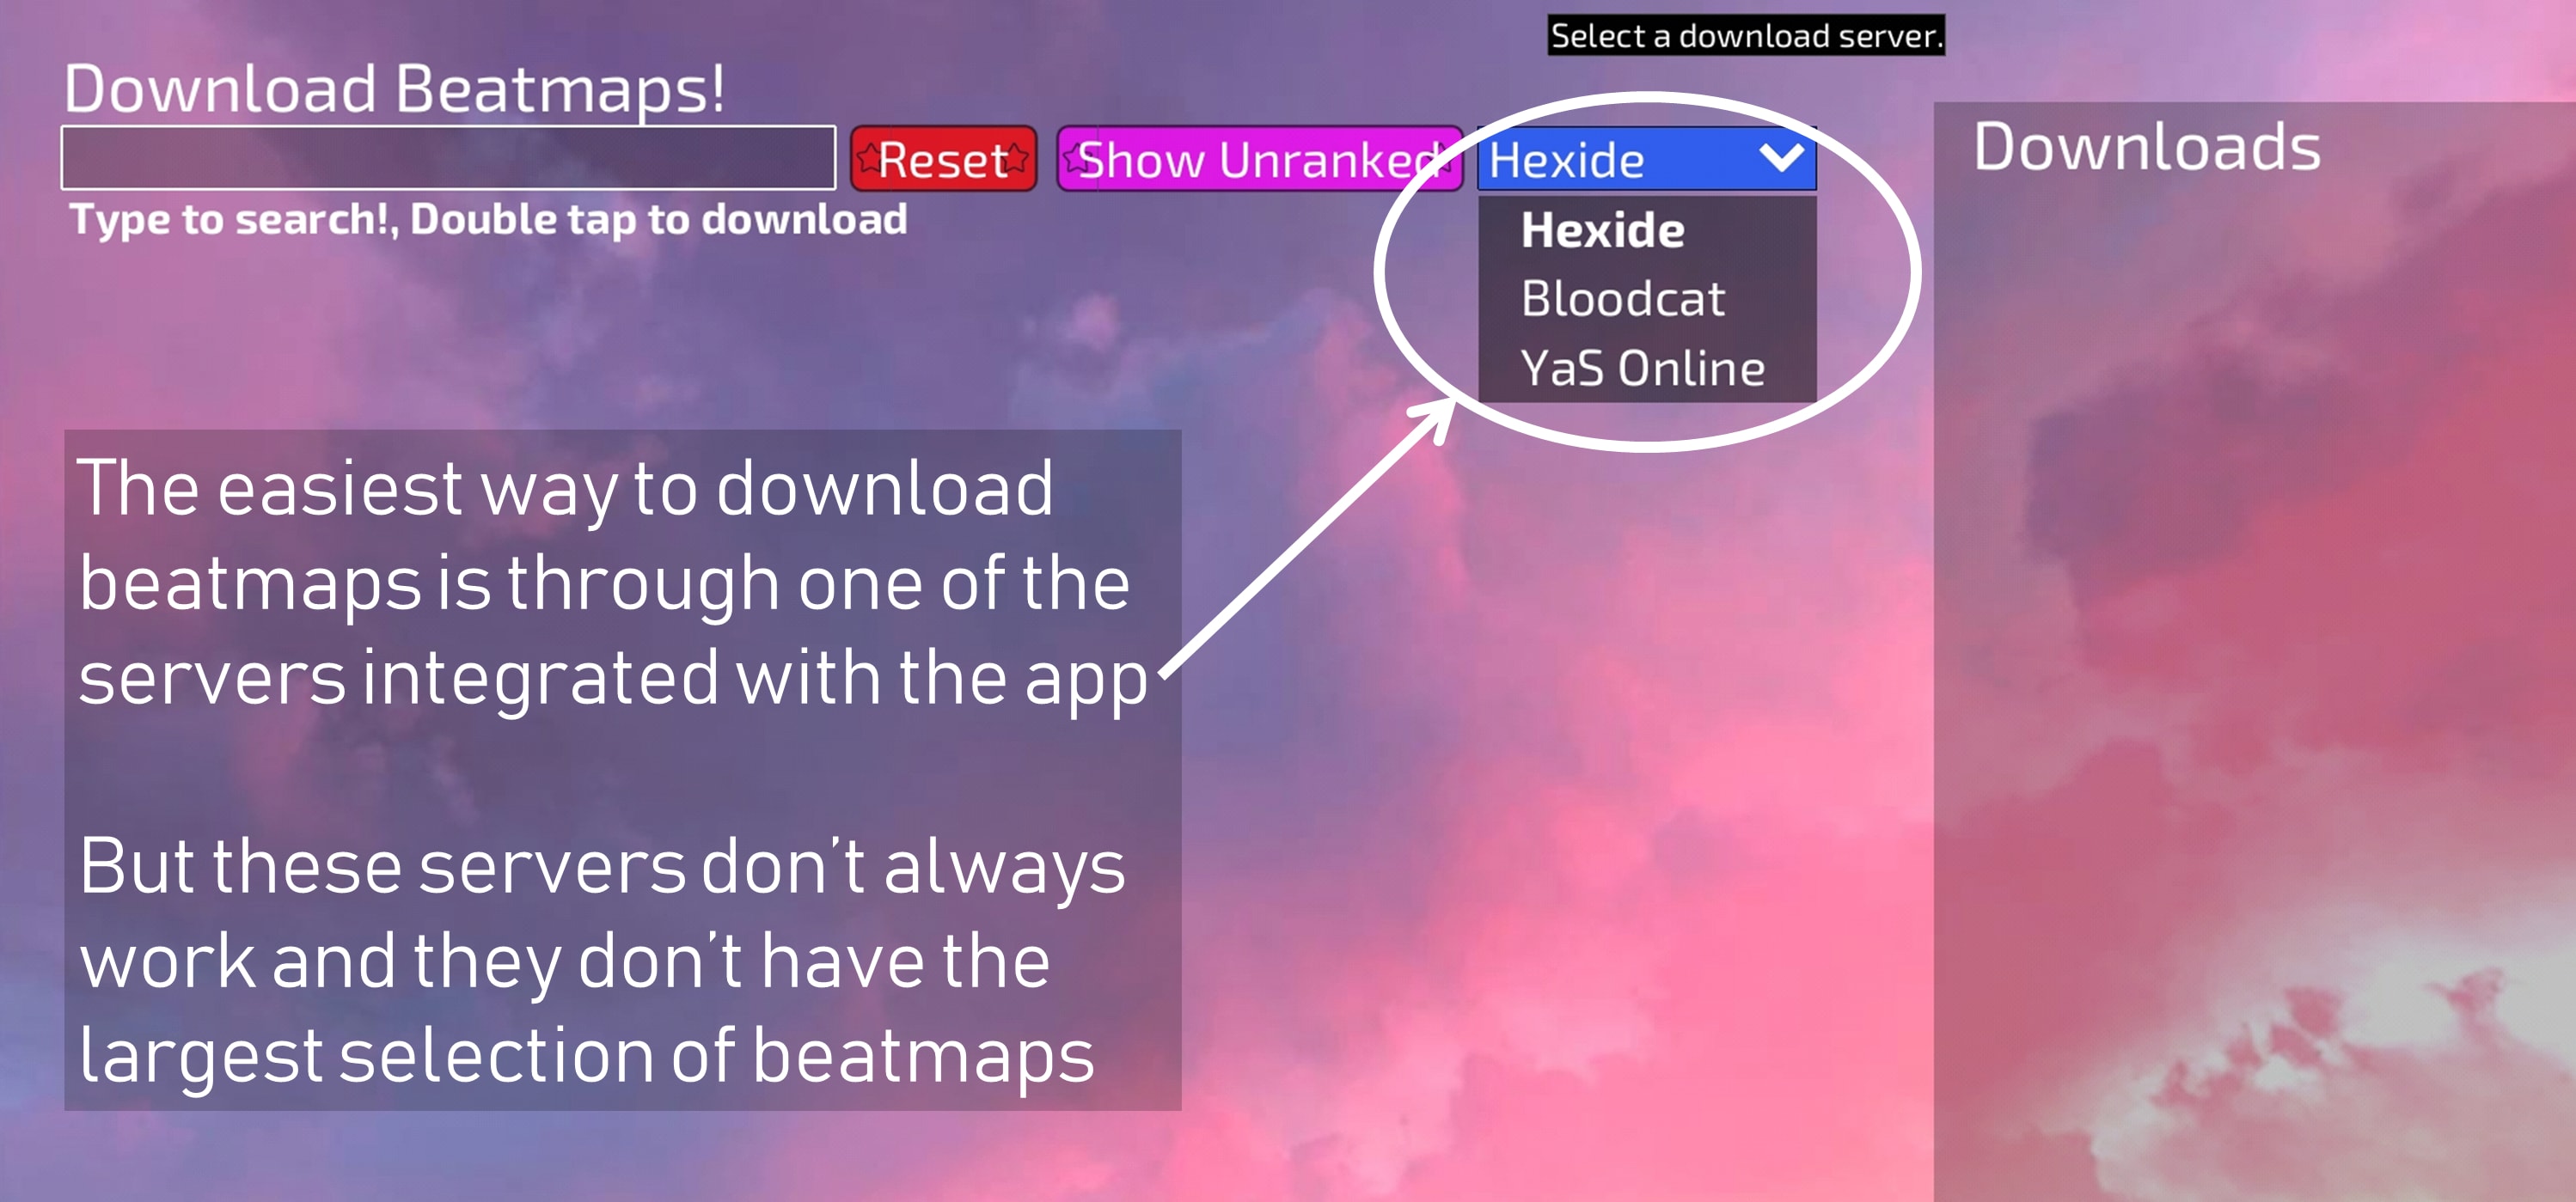 Select a download server.
Download Beatmaps!
Reset
Show Unranked
Hexide
Downloads
Type to search!, Double tap to download
Hexide
Bloodcat
YaS Online
The easiest way to download
beatmaps is through one of the
servers integrated with the app
But these servers don't always
work and they don't have the
largest selection of beatmaps